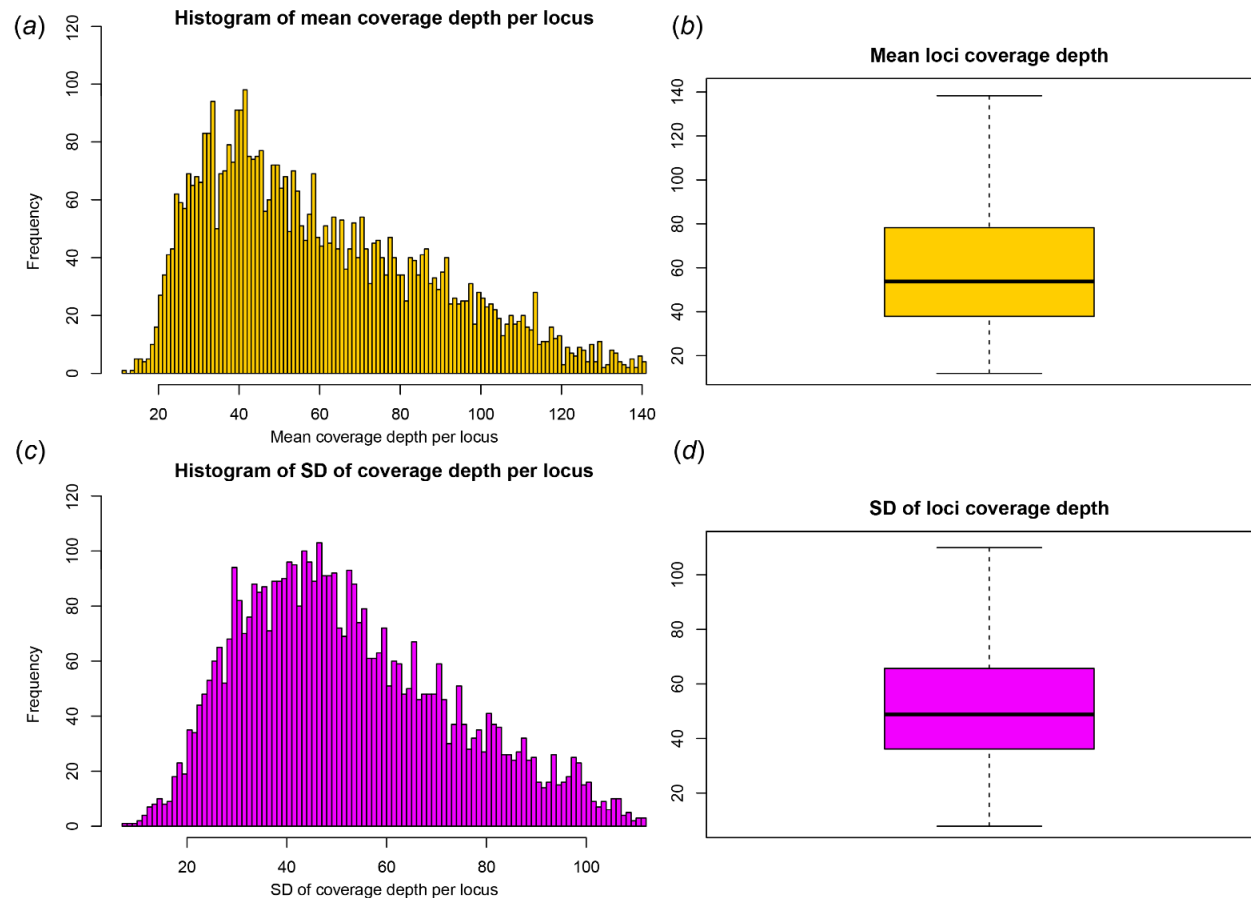 (a)
Histogram of mean coverage depth per locus
120
100
80
60
40
20
0
Frequency
20 40 60 80 100 120 140
Mean coverage depth per locus
(b)
Mean loci coverage depth
140
120
100
80
60
40
20
(c)
Histogram of SD of coverage depth per locus
120
100
80
60
40
20
0
Frequency
20 40 60 80 100
SD of coverage depth per locus
(d)
SD of loci coverage depth
100
80
60
40
20